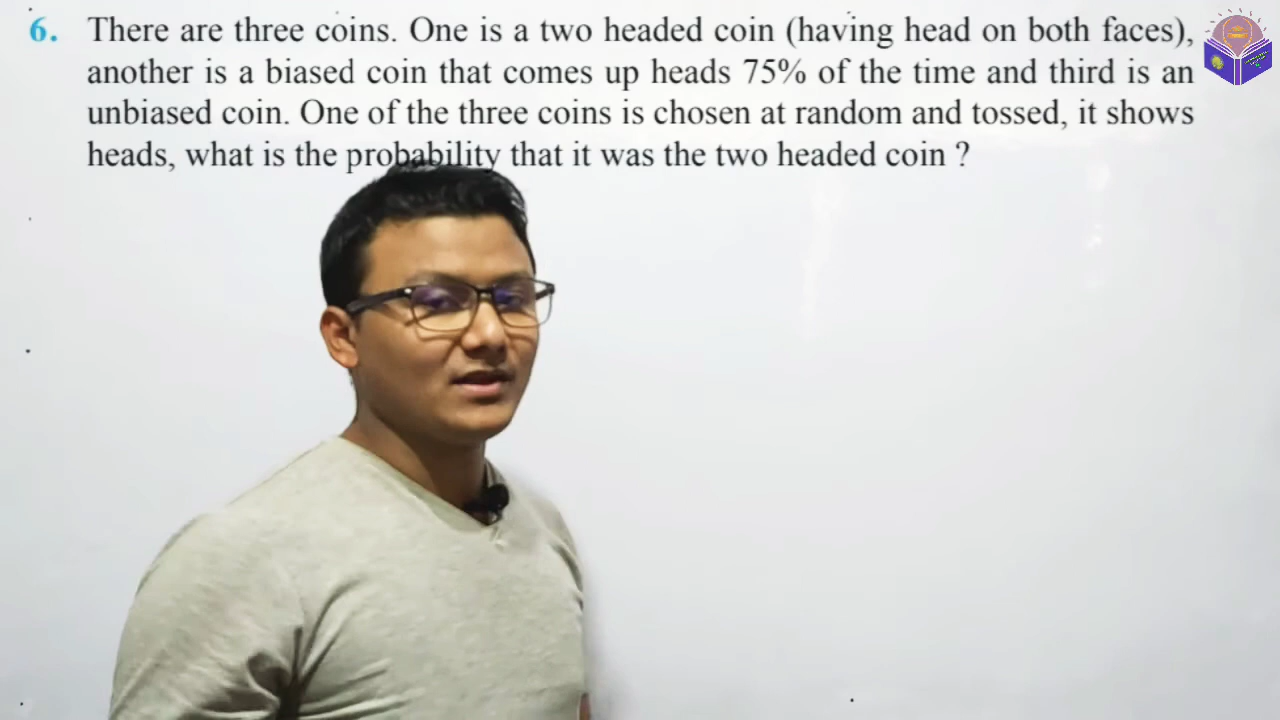 6. There are three coins. One is a two headed coin (having head on both faces),
another is a biased coin that comes up heads 75% of the time and third is an
unbiased coin. One of the three coins is chosen at random and tossed, it shows
heads, what is the probability that it was the two headed coin ?